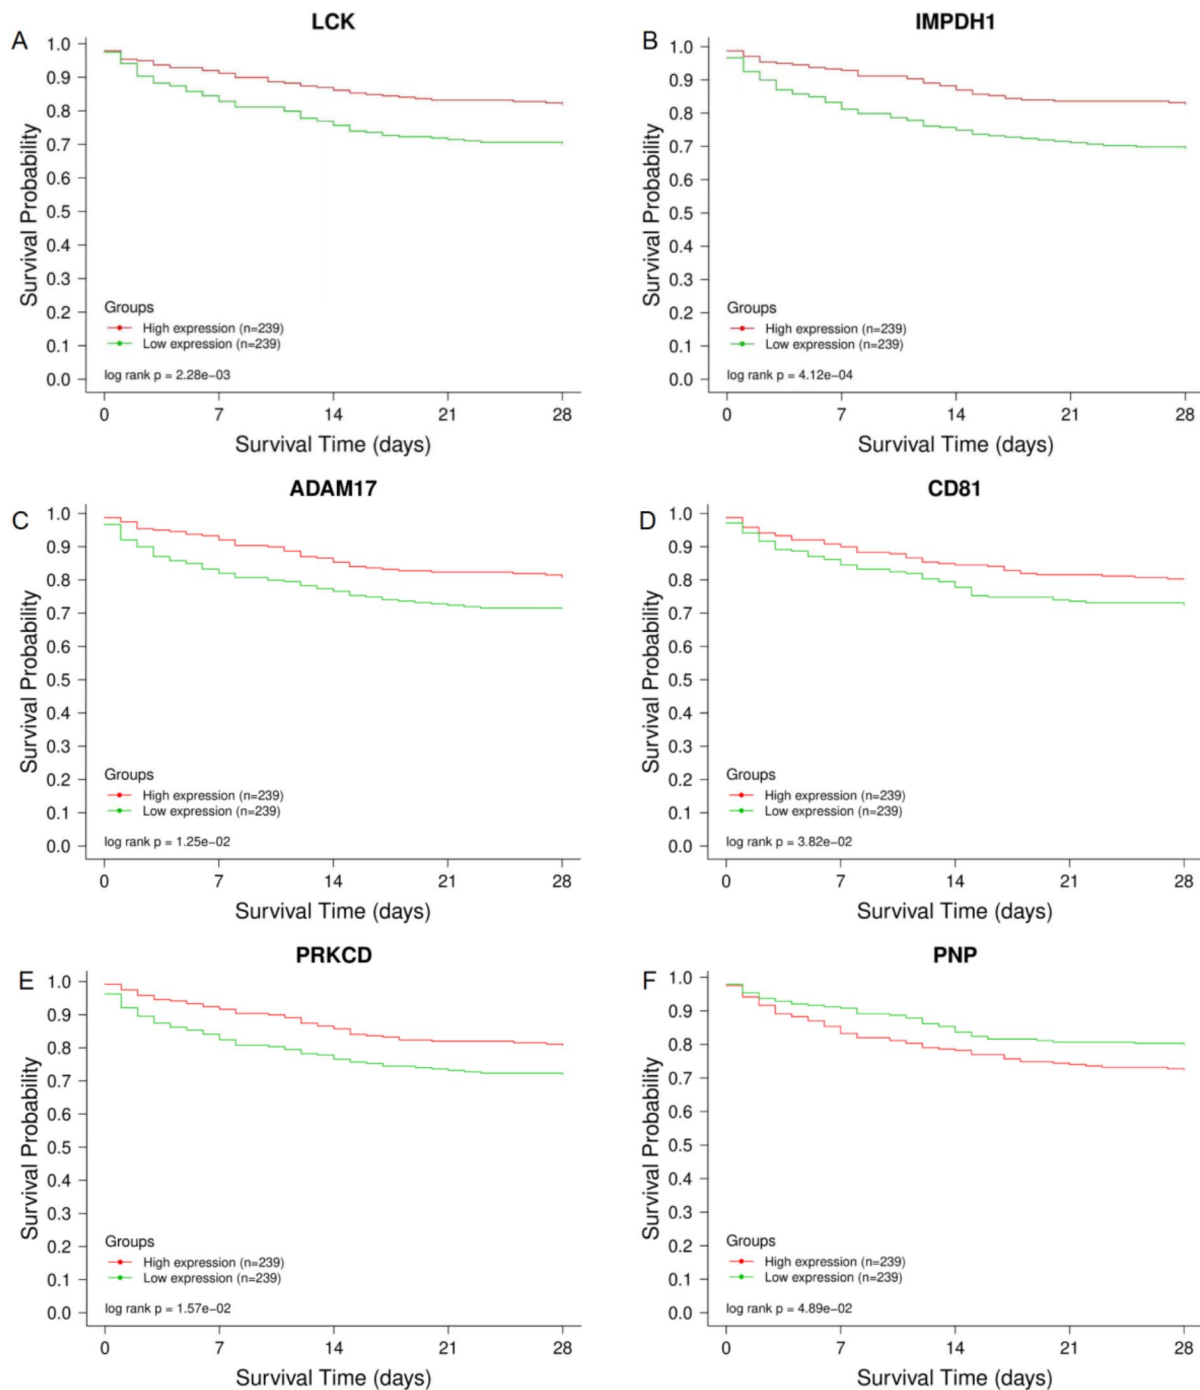 A
LCK
Survival Probability
1.0
0.9
0.8
0.7
0.6
0.5
0.4
0.3
0.2
0.1
0.0
Groups
High expression (n=239)
Low expression (n=239)
log rank p = 2.28e−03
0 7 14 21 28
Survival Time (days)
B
IMPDH1
Survival Probability
1.0
0.9
0.8
0.7
0.6
0.5
0.4
0.3
0.2
0.1
0.0
Groups
High expression (n=239)
Low expression (n=239)
log rank p = 4.12e−04
0 7 14 21 28
Survival Time (days)
C
ADAM17
Survival Probability
1.0
0.9
0.8
0.7
0.6
0.5
0.4
0.3
0.2
0.1
0.0
Groups
High expression (n=239)
Low expression (n=239)
log rank p = 1.25e−02
0 7 14 21 28
Survival Time (days)
D
CD81
Survival Probability
1.0
0.9
0.8
0.7
0.6
0.5
0.4
0.3
0.2
0.1
0.0
Groups
High expression (n=239)
Low expression (n=239)
log rank p = 3.82e−02
0 7 14 21 28
Survival Time (days)
E
PRKCD
Survival Probability
1.0
0.9
0.8
0.7
0.6
0.5
0.4
0.3
0.2
0.1
0.0
Groups
High expression (n=239)
Low expression (n=239)
log rank p = 1.57e−02
0 7 14 21 28
Survival Time (days)
F
PNP
Survival Probability
1.0
0.9
0.8
0.7
0.6
0.5
0.4
0.3
0.2
0.1
0.0
Groups
High expression (n=239)
Low expression (n=239)
log rank p = 4.89e−02
0 7 14 21 28
Survival Time (days)